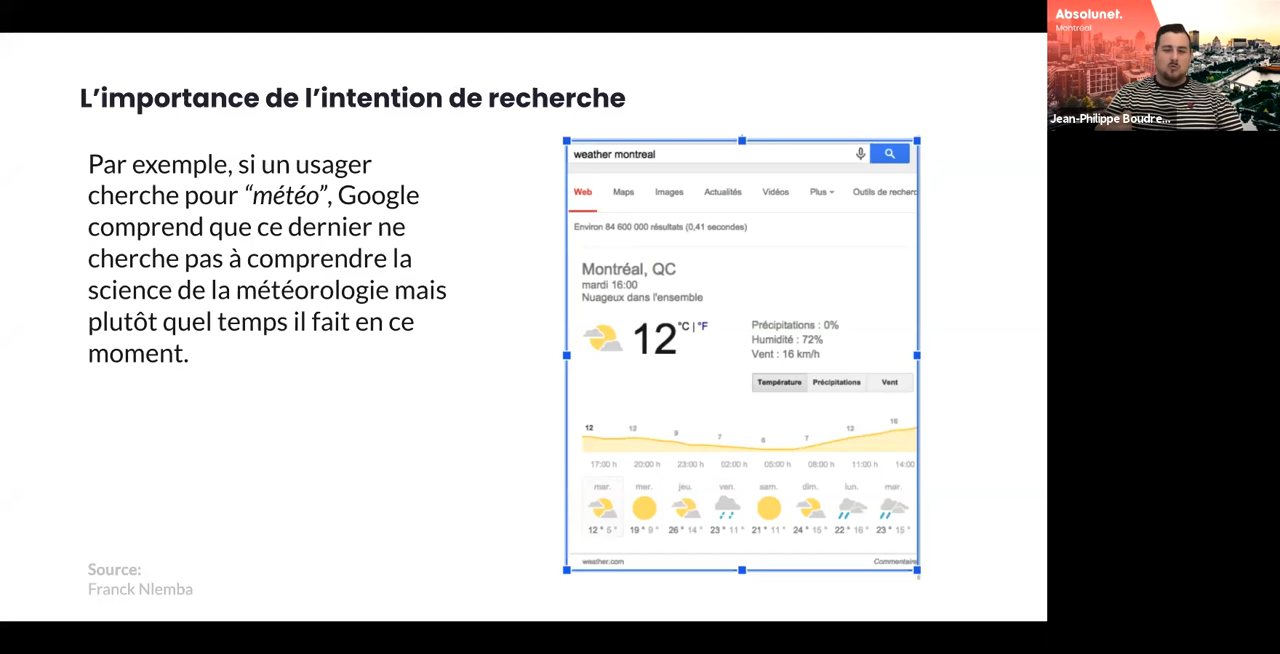 L'importance de l'intention de recherche
Par exemple, si un usager
cherche pour “météo”, Google
comprend que ce dernier ne
cherche pas à comprendre la
science de la météorologie mais
plutôt quel temps il fait en ce
moment.
Source:
Franck Nlemba
weather montreal
Web Maps Images Actualités Vidéos Plus Outils de recherc
Environ 84 600 000 résultats (0,41 secondes)
Montréal, QC
mardi 16:00
Nuageux dans l'ensemble
12 °C | °F
Précipitations : 0%
Humidité : 72%
Vent : 16 km/h
Température Précipitations Vent
12 12 9 7 6 7 13 16
17:00 h 20:00 h 23:00 h 02:00 h 05:00 h 08:00 h 11:00 h 14:00
mar. mer. jeu. ven. sam. dim. lun. mar.
12° 5° 19° 9° 26° 14° 23° 11° 21° 11° 24° 15° 22° 16° 23° 15°
weather.com Commentaire
Absolunet.
Montréal
Jean-Philippe Boudre...